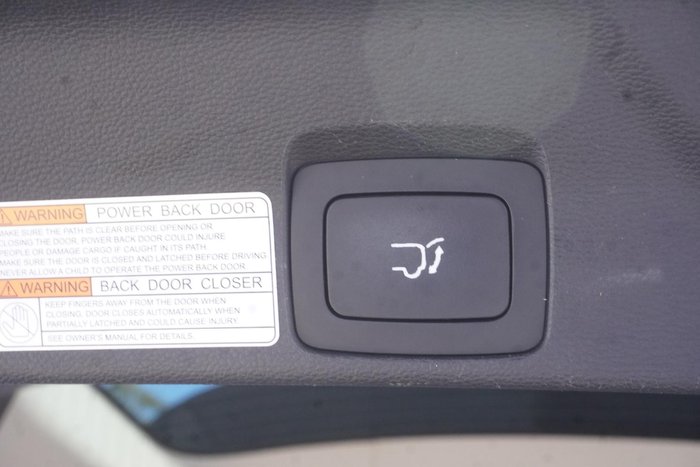 WARNING POWER BACK DOOR
MAKE SURE THE PATH IS CLEAR BEFORE OPENING OR
CLOSING THE DOOR. POWER BACK DOOR COULD INJURE
PEOPLE OR DAMAGE CARGO IF CAUGHT IN ITS PATH.
MAKE SURE THE DOOR IS CLOSED AND LATCHED BEFORE DRIVING.
NEVER ALLOW A CHILD TO OPERATE THE POWER BACK DOOR.
WARNING BACK DOOR CLOSER
KEEP FINGERS AWAY FROM THE DOOR WHEN
CLOSING. DOOR CLOSES AUTOMATICALLY WHEN
PARTIALLY LATCHED AND COULD CAUSE INJURY.
SEE OWNER'S MANUAL FOR DETAILS.